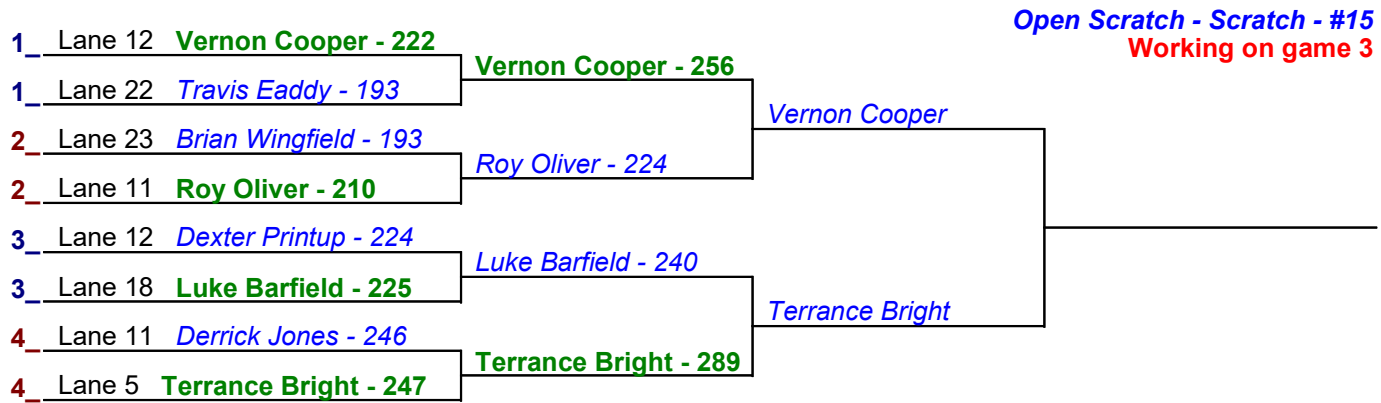 Open Scratch - Scratch - #15
Working on game 3
1_ Lane 12 Vernon Cooper - 222
1_ Lane 22 Travis Eaddy - 193
2_ Lane 23 Brian Wingfield - 193
2_ Lane 11 Roy Oliver - 210
3_ Lane 12 Dexter Printup - 224
3_ Lane 18 Luke Barfield - 225
4_ Lane 11 Derrick Jones - 246
4_ Lane 5 Terrance Bright - 247
Vernon Cooper - 256
Roy Oliver - 224
Luke Barfield - 240
Terrance Bright - 289
Vernon Cooper
Terrance Bright